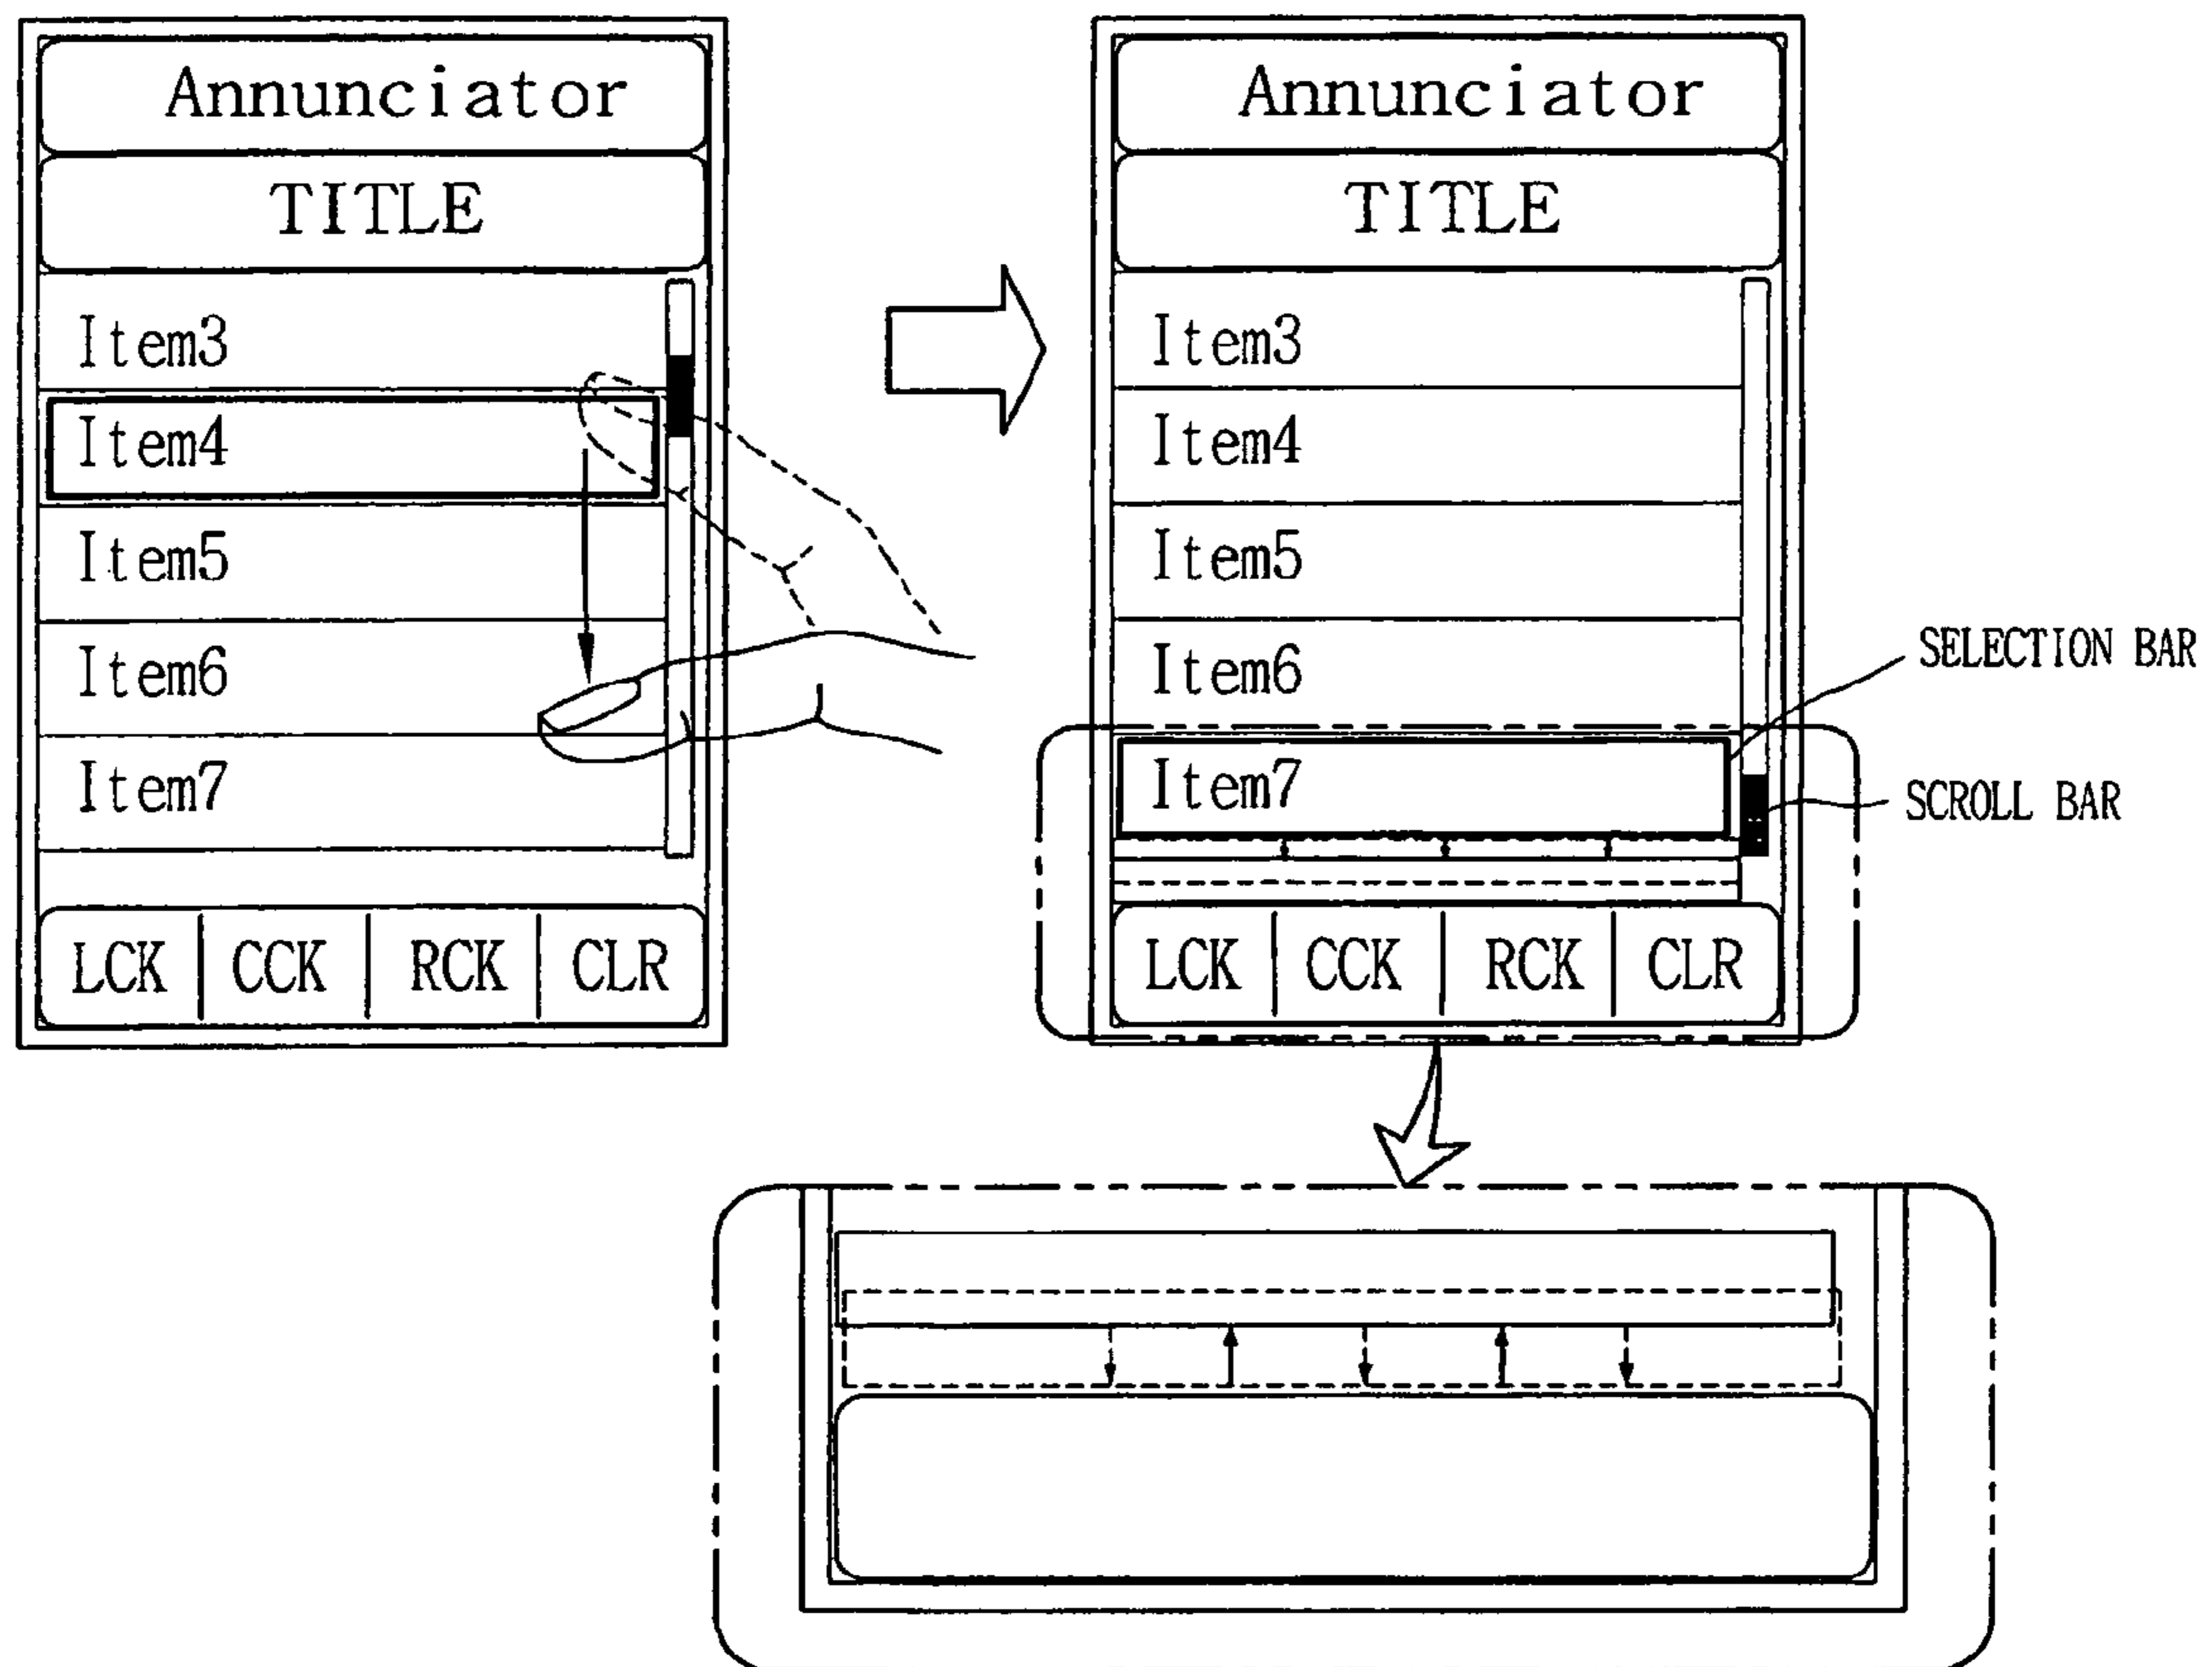 Annunciator
TITLE
Item3
Item4
Item5
Item6
Item7
LCK CCK RCK CLR
Annunciator
TITLE
Item3
Item4
Item5
Item6
Item7
LCK CCK RCK CLR
SELECTION BAR
SCROLL BAR